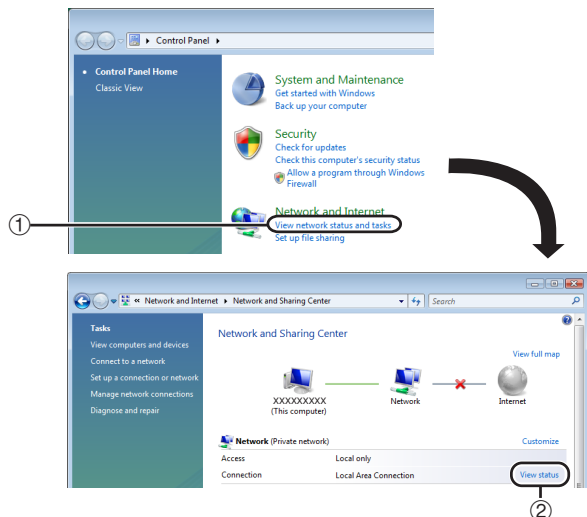 ▸ Control Panel ▸
• Control Panel Home
Classic View
System and Maintenance
Get started with Windows
Back up your computer
Security
Check for updates
Check this computer's security status
Allow a program through Windows
Firewall
Network and Internet
① View network status and tasks
Set up file sharing
« Network and Internet ▸ Network and Sharing Center
Search
Tasks
View computers and devices
Connect to a network
Set up a connection or network
Manage network connections
Diagnose and repair
Network and Sharing Center
View full map
XXXXXXXXX
(This computer)
Network
Internet
Network (Private network)
Customize
Access Local only
Connection Local Area Connection View status
②